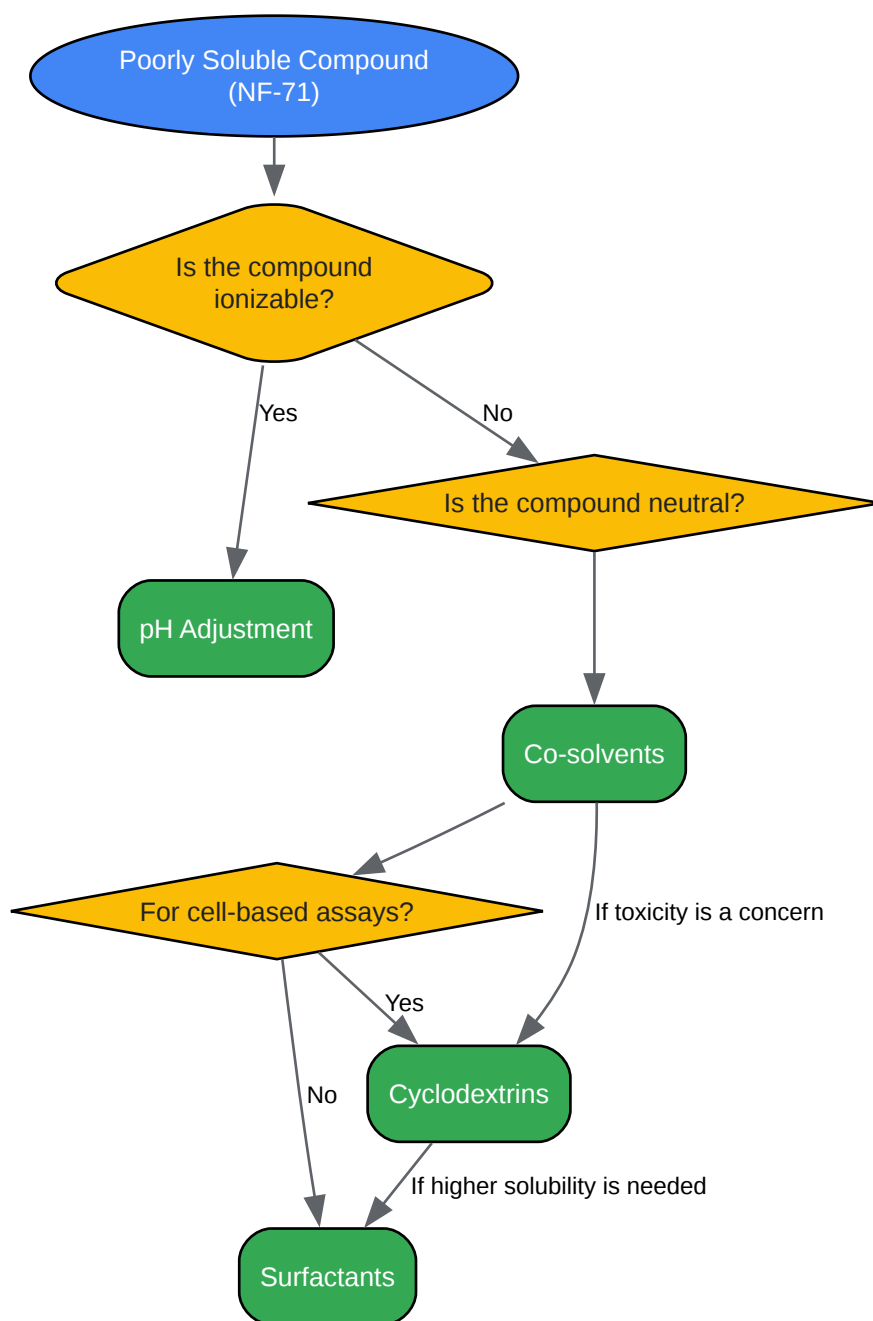 Poorly Soluble Compound
(NF-71)
Is the compound
ionizable?
Yes
No
Is the compound neutral?
pH Adjustment
Co-solvents
For cell-based assays?
If toxicity is a concern
Yes
No
Cyclodextrins
If higher solubility is needed
Surfactants